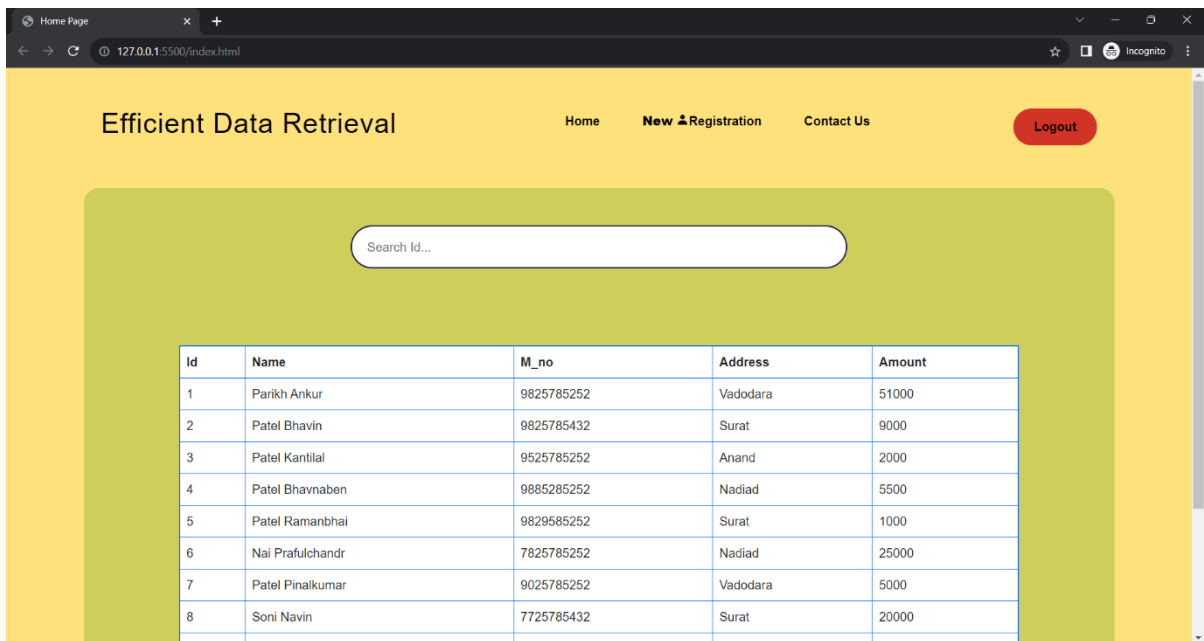 Home Page
127.0.0.1:5500/index.html
Incognito
Efficient Data Retrieval Home New Registration Contact Us Logout
Search Id...
Id Name M_no Address Amount
1 Parikh Ankur 9825785252 Vadodara 51000
2 Patel Bhavin 9825785432 Surat 9000
3 Patel Kantilal 9525785252 Anand 2000
4 Patel Bhavnaben 9885285252 Nadiad 5500
5 Patel Ramanbhai 9829585252 Surat 1000
6 Nai Prafulchandr 7825785252 Nadiad 25000
7 Patel Pinalkumar 9025785252 Vadodara 5000
8 Soni Navin 7725785432 Surat 20000